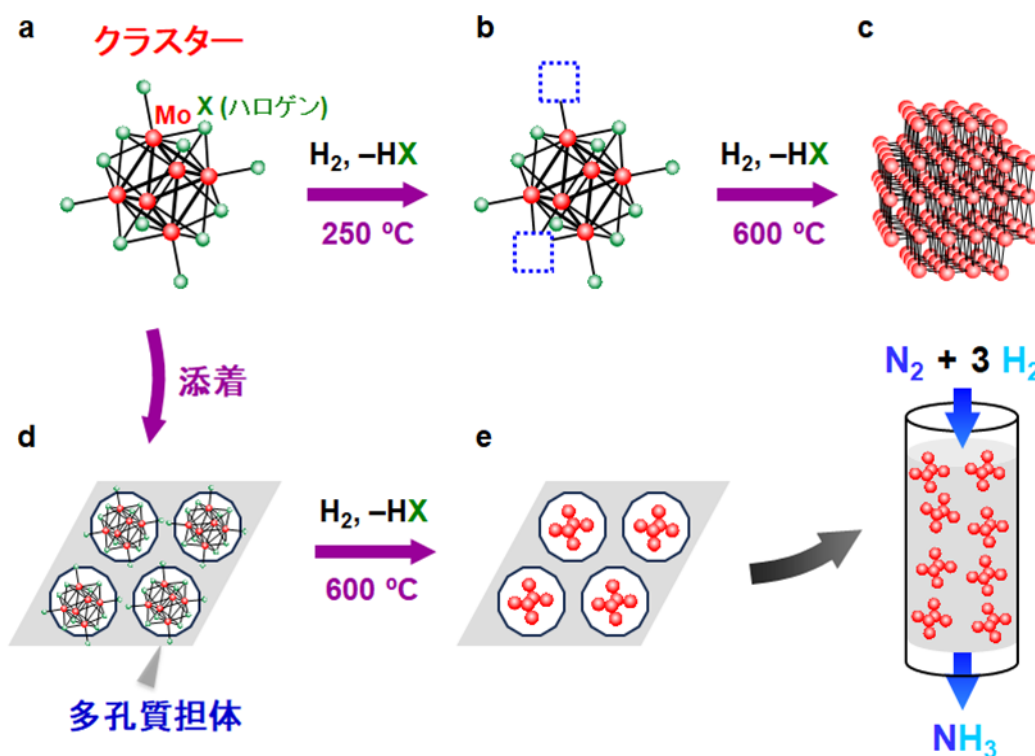 a
クラスター
Mo X (ハロゲン)
H₂, –HX
250 ºC
b
H₂, –HX
600 ºC
c
添着
d
H₂, –HX
600 ºC
多孔質担体
e
N₂ + 3 H₂
NH₃